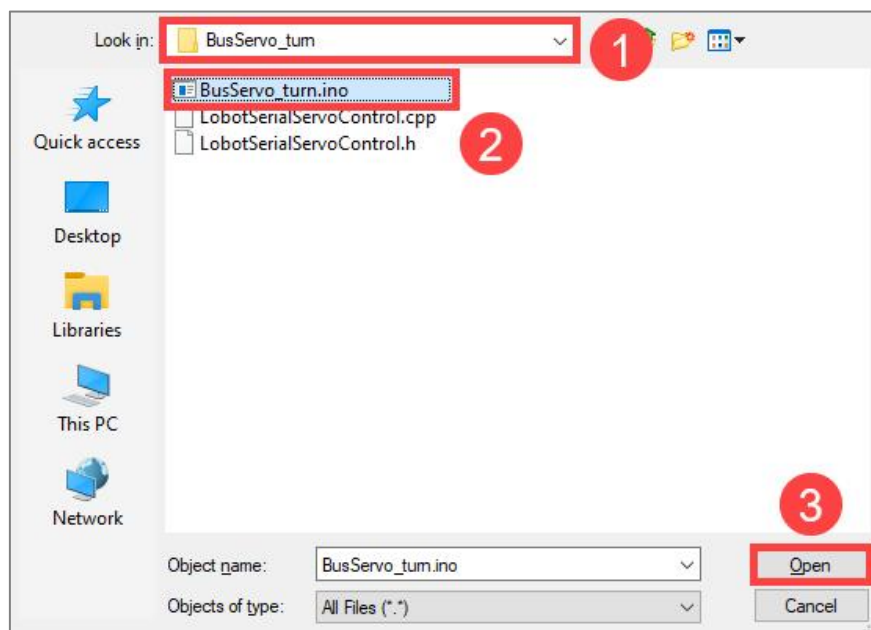 Look in:
BusServo_turn
1
BusServo_turn.ino
LobotSerialServoControl.cpp
LobotSerialServoControl.h
2
Quick access
Desktop
Libraries
This PC
Network
3
Object name:
BusServo_turn.ino
Open
Objects of type:
All Files (*.*)
Cancel